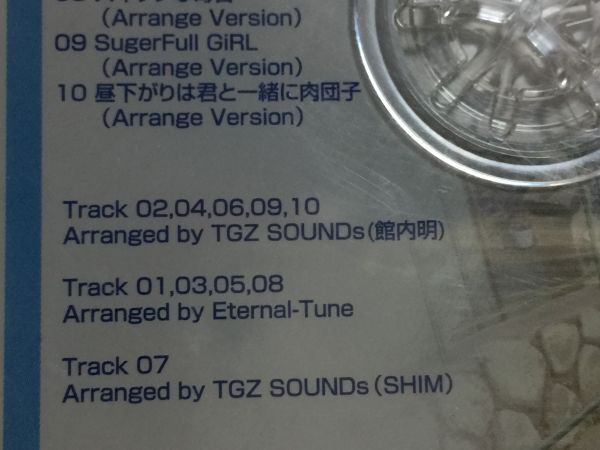 (Arrange Version)
09 SugerFull GiRL
(Arrange Version)
10 昼下がりは君と一緒に肉団子
(Arrange Version)
Track 02,04,06,09,10
Arranged by TGZ SOUNDs(館内明)
Track 01,03,05,08
Arranged by Eternal-Tune
Track 07
Arranged by TGZ SOUNDs(SHIM)